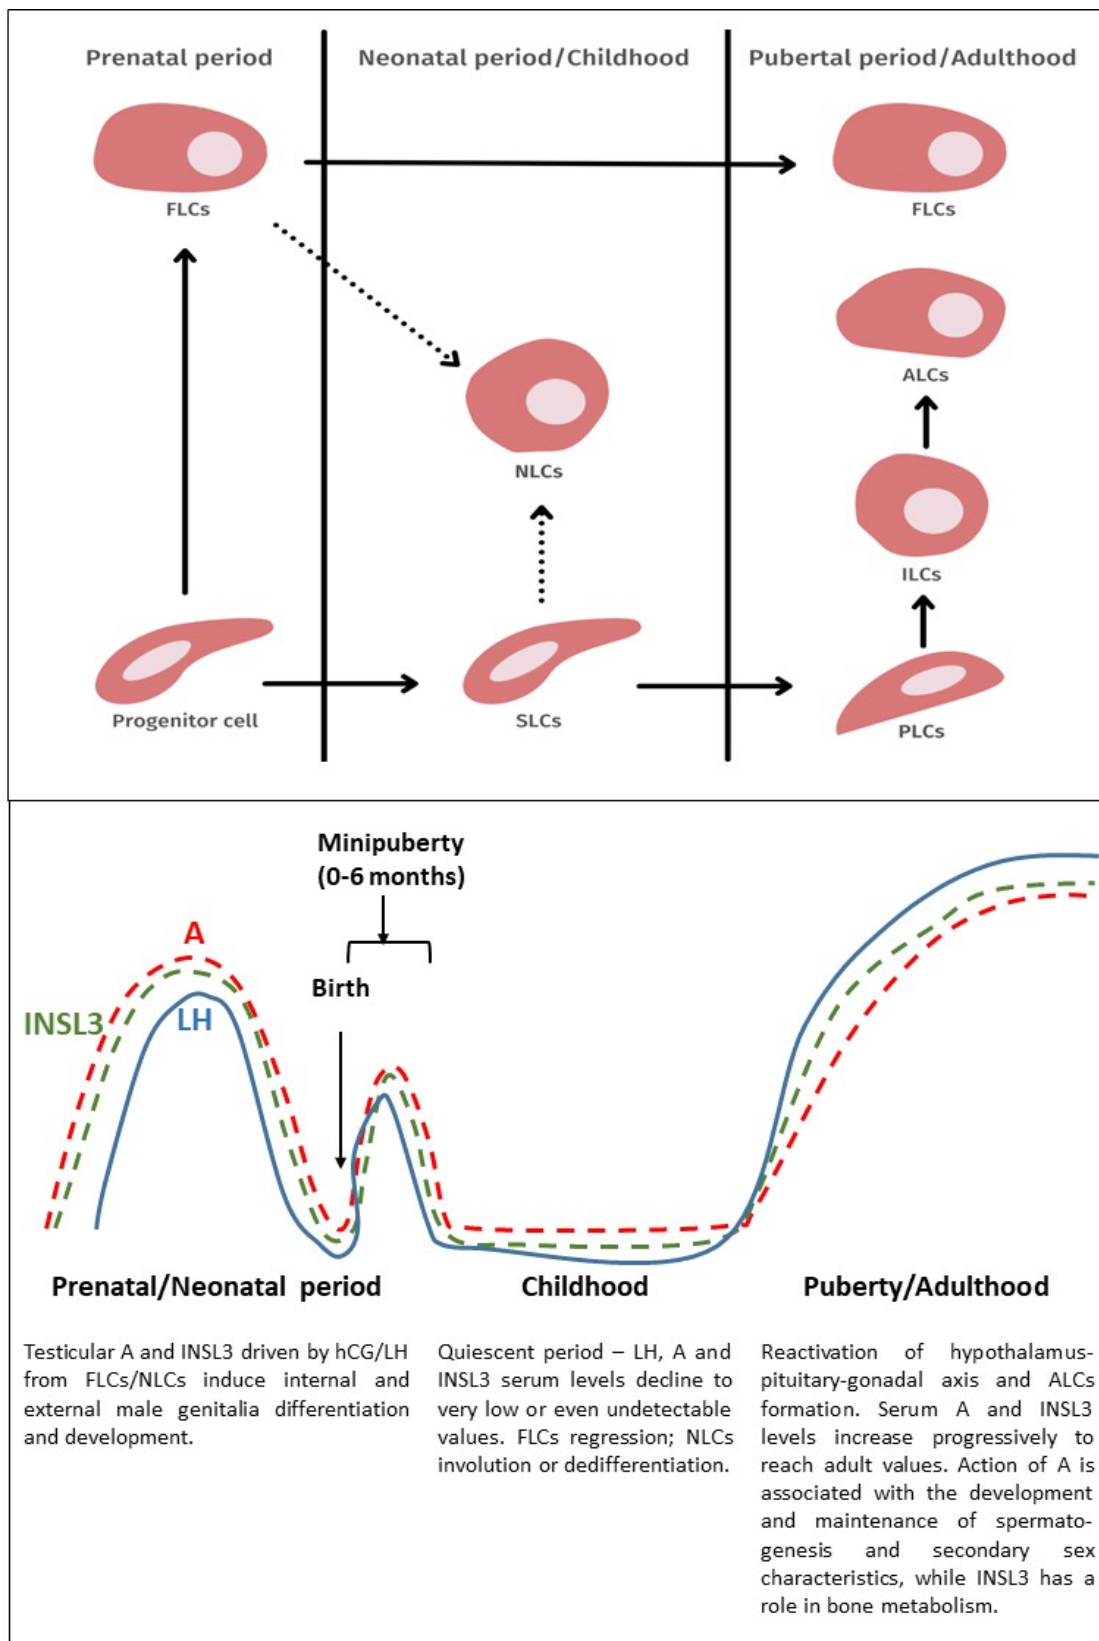 Prenatal period
Neonatal period/Childhood
Pubertal period/Adulthood
FLCs
FLCs
ALCs
NLCs
ILCs
Progenitor cell
SLCs
PLCs
Minipuberty
(0-6 months)
A
Birth
INSL3
LH
Prenatal/Neonatal period
Childhood
Puberty/Adulthood
Testicular A and INSL3 driven by hCG/LH
from FLCs/NLCs induce internal and
external male genitalia differentiation
and development.
Quiescent period – LH, A and
INSL3 serum levels decline to
very low or even undetectable
values. FLCs regression; NLCs
involution or dedifferentiation.
Reactivation of hypothalamus-
pituitary-gonadal axis and ALCs
formation. Serum A and INSL3
levels increase progressively to
reach adult values. Action of A is
associated with the development
and maintenance of spermato-
genesis and secondary sex
characteristics, while INSL3 has a
role in bone metabolism.